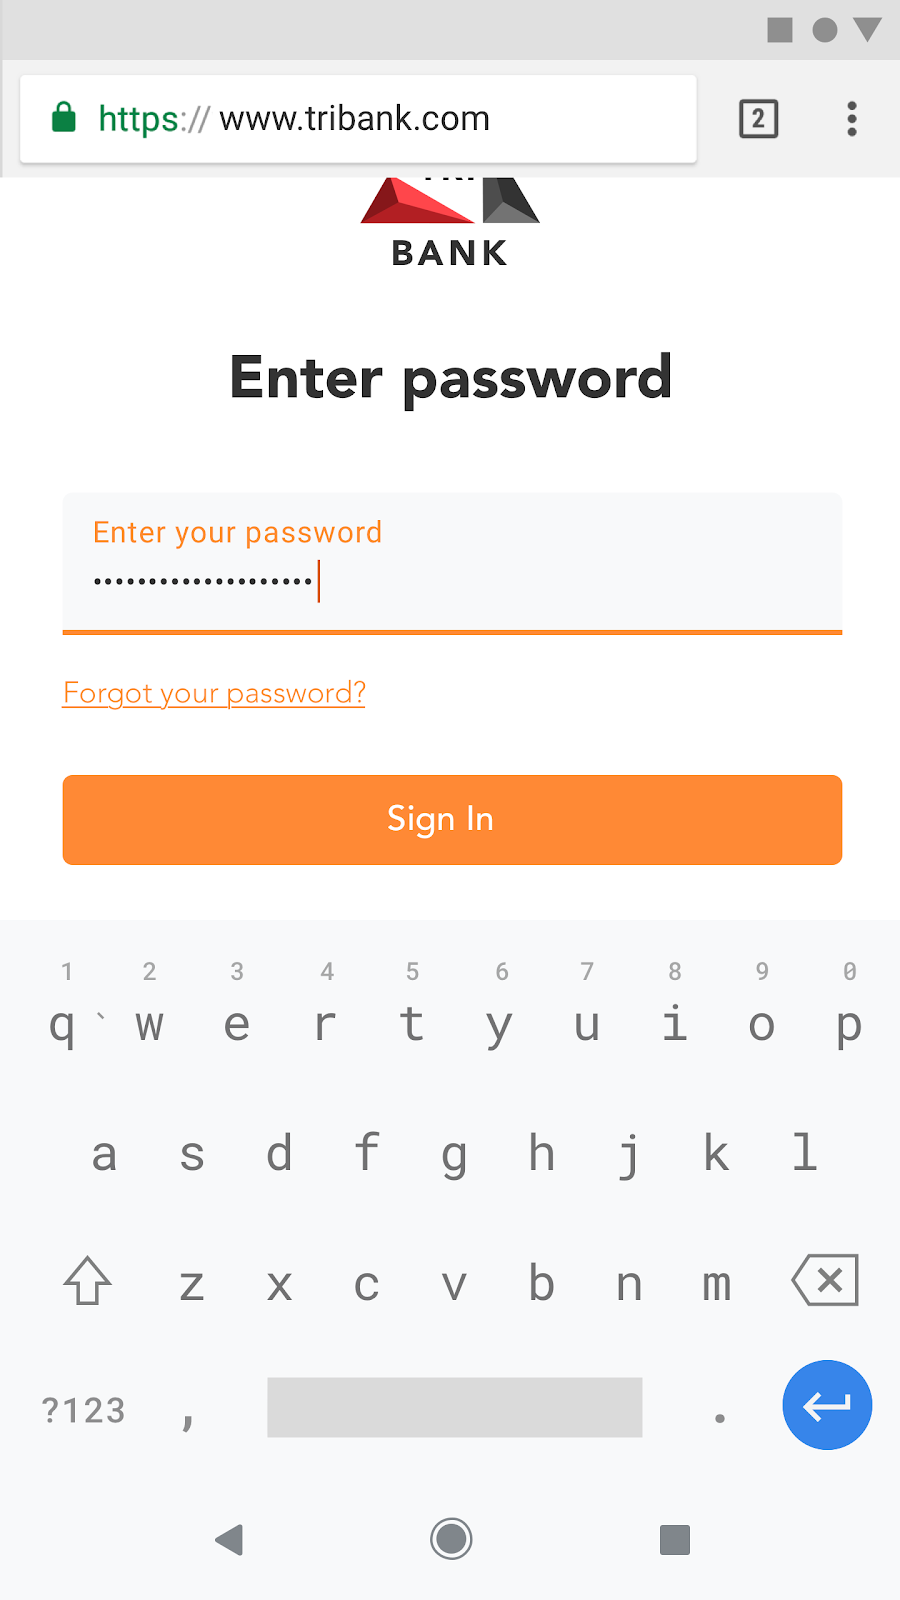 2
https:// www.tribank.com
TRI
BANK
Enter password
Enter your password
••••••••••••••••••••
Forgot your password?
Sign In
1 2 3 4 5 6 7 8 9 0
q ` w e r t y u i o p
a s d f g h j k l
z x c v b n m
?123 , .